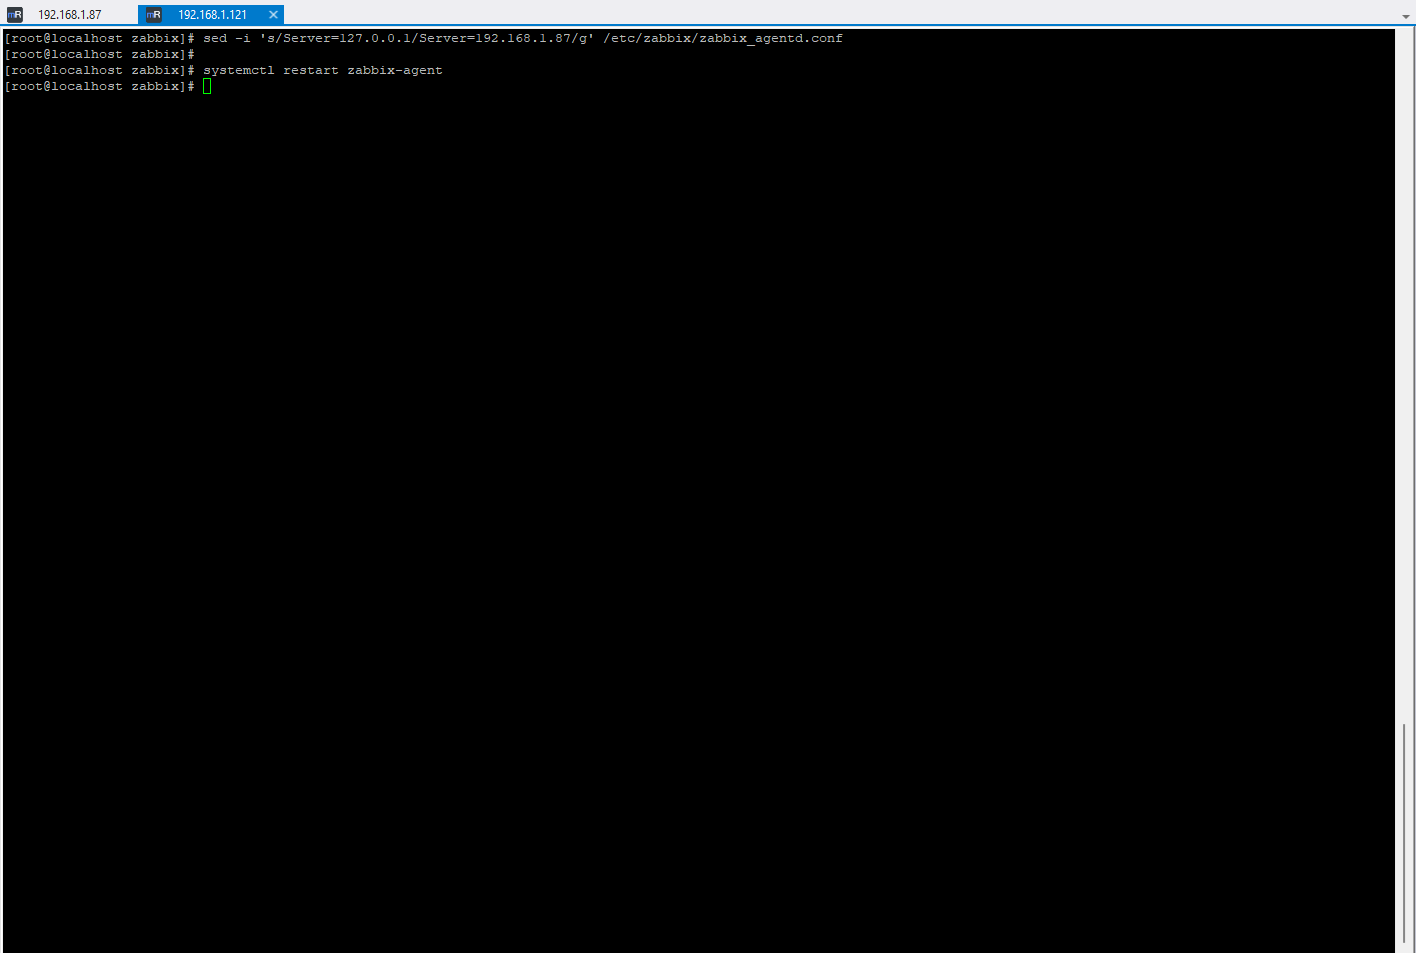 mR 192.168.1.87 mR 192.168.1.121
[root@localhost zabbix]# sed -i 's/Server=127.0.0.1/Server=192.168.1.87/g' /etc/zabbix/zabbix_agentd.conf
[root@localhost zabbix]#
[root@localhost zabbix]# systemctl restart zabbix-agent
[root@localhost zabbix]#